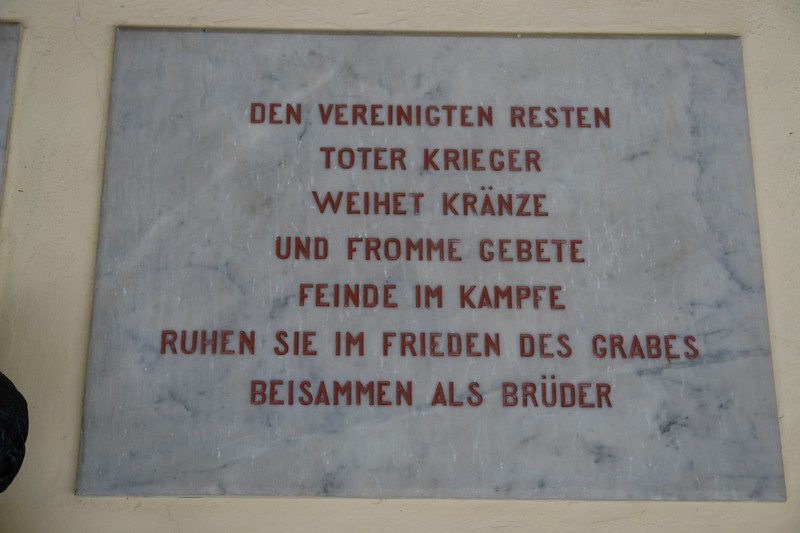 DEN VEREINIGTEN RESTEN
TOTER KRIEGER
WEIHET KRÄNZE
UND FROMME GEBETE
FEINDE IM KAMPFE
RUHEN SIE IM FRIEDEN DES GRABES
BEISAMMEN ALS BRÜDER